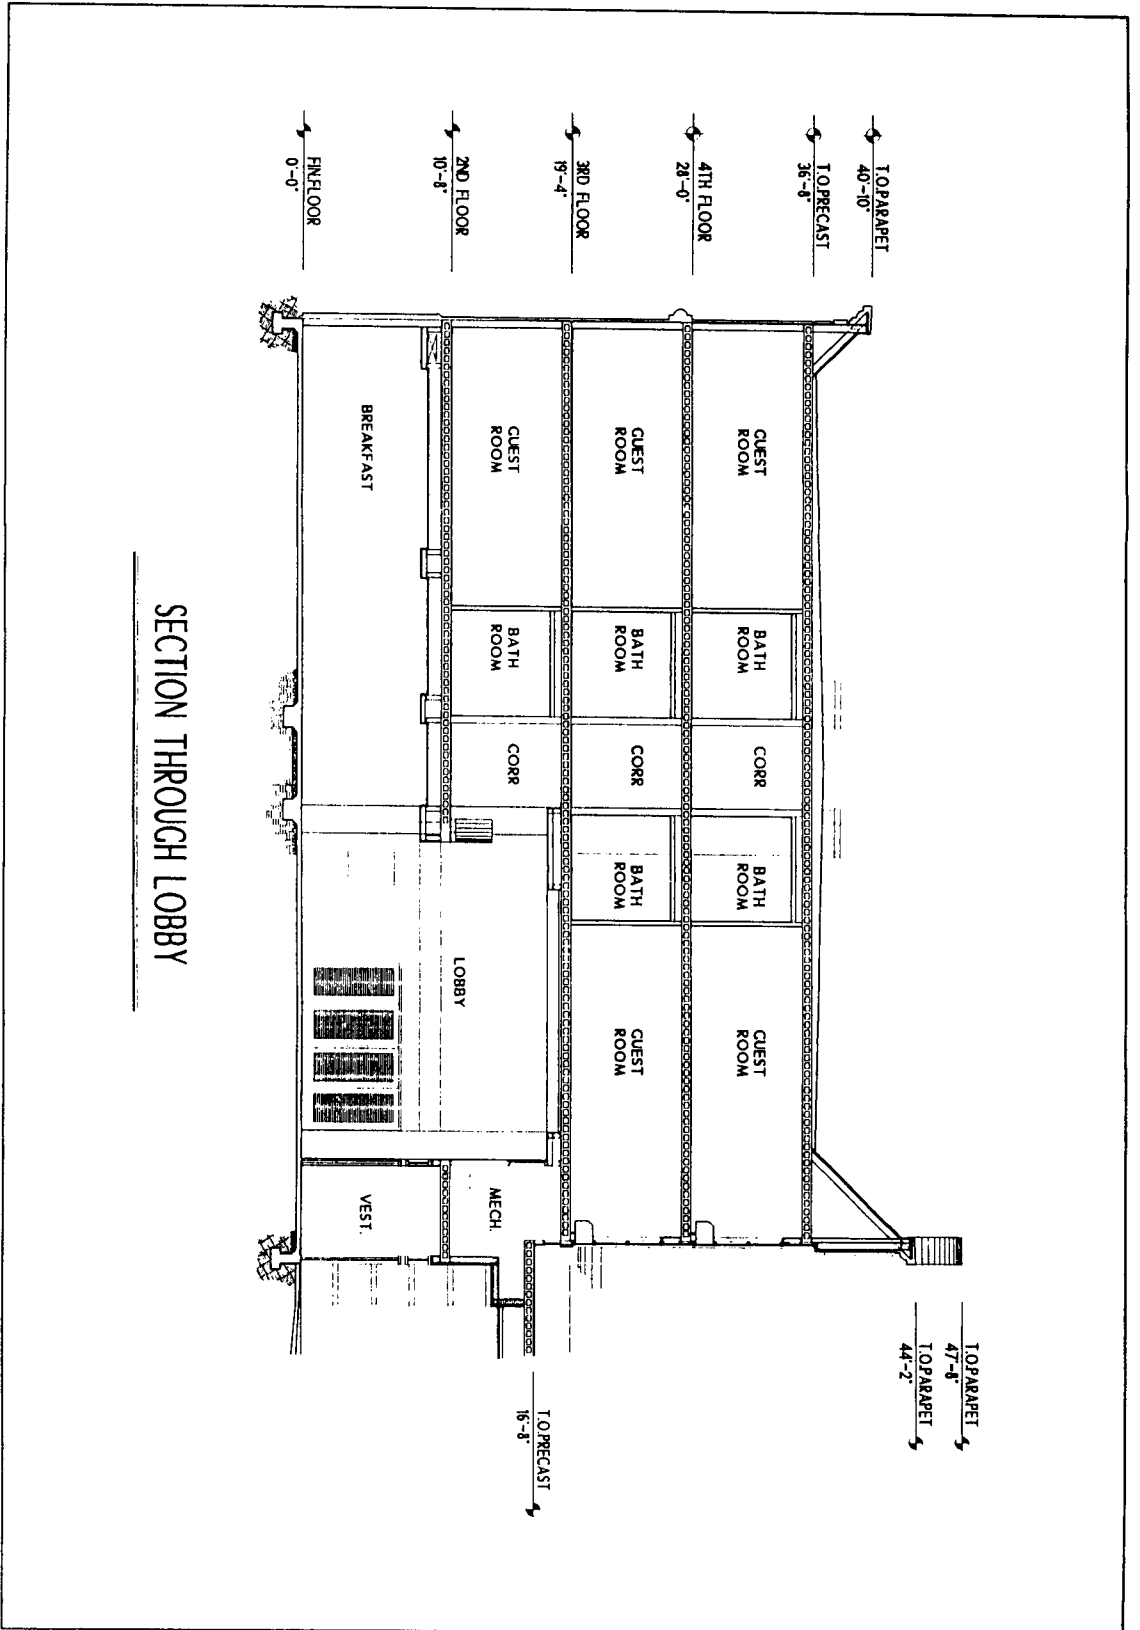 T.O.PARAPET
40'-10"
T.O.PRECAST
36'-8"
4TH FLOOR
28'-0"
3RD FLOOR
19'-4"
2ND FLOOR
10'-8"
FIN.FLOOR
0'-0"
T.O.PARAPET
47'-8"
T.O.PARAPET
44'-2"
T.O.PRECAST
16'-8"
GUEST
ROOM
BATH
ROOM
CORR
BATH
ROOM
GUEST
ROOM
GUEST
ROOM
BATH
ROOM
CORR
BATH
ROOM
GUEST
ROOM
GUEST
ROOM
BATH
ROOM
CORR
LOBBY
MECH.
BREAKFAST
VEST.
SECTION THROUGH LOBBY